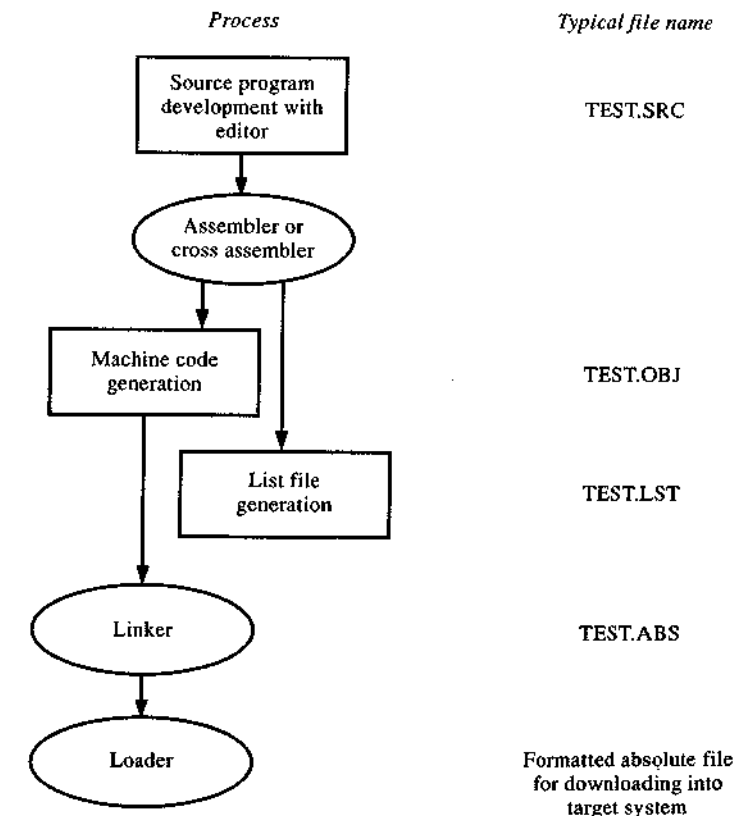 Process
Typical file name
Source program
development with
editor
TEST.SRC
Assembler or
cross assembler
Machine code
generation
TEST.OBJ
List file
generation
TEST.LST
Linker
TEST.ABS
Loader
Formatted absolute file
for downloading into
target system